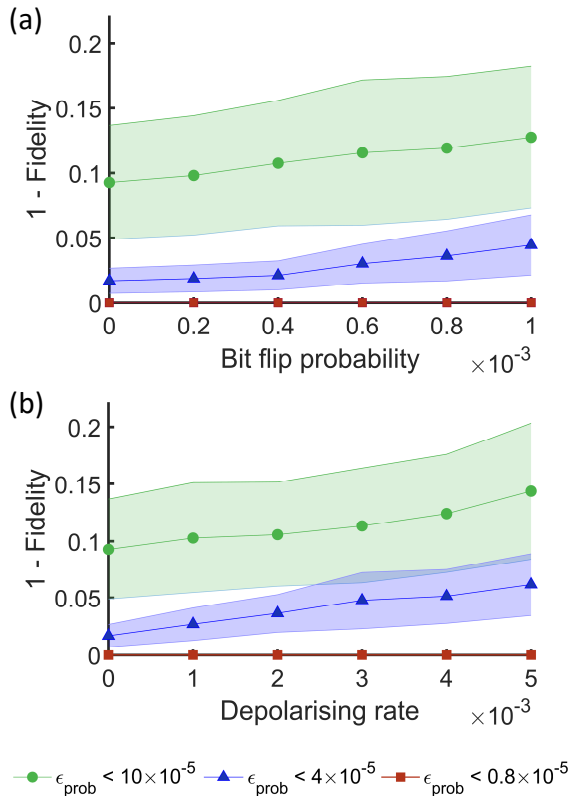 (a)
0.2
0.15
0.1
0.05
0
1 - Fidelity
0 0.2 0.4 0.6 0.8 1
Bit flip probability ×10⁻³
(b)
0.2
0.15
0.1
0.05
0
1 - Fidelity
0 1 2 3 4 5
Depolarising rate ×10⁻³
ϵprob < 10×10⁻⁵ ϵprob < 4×10⁻⁵ ϵprob < 0.8×10⁻⁵